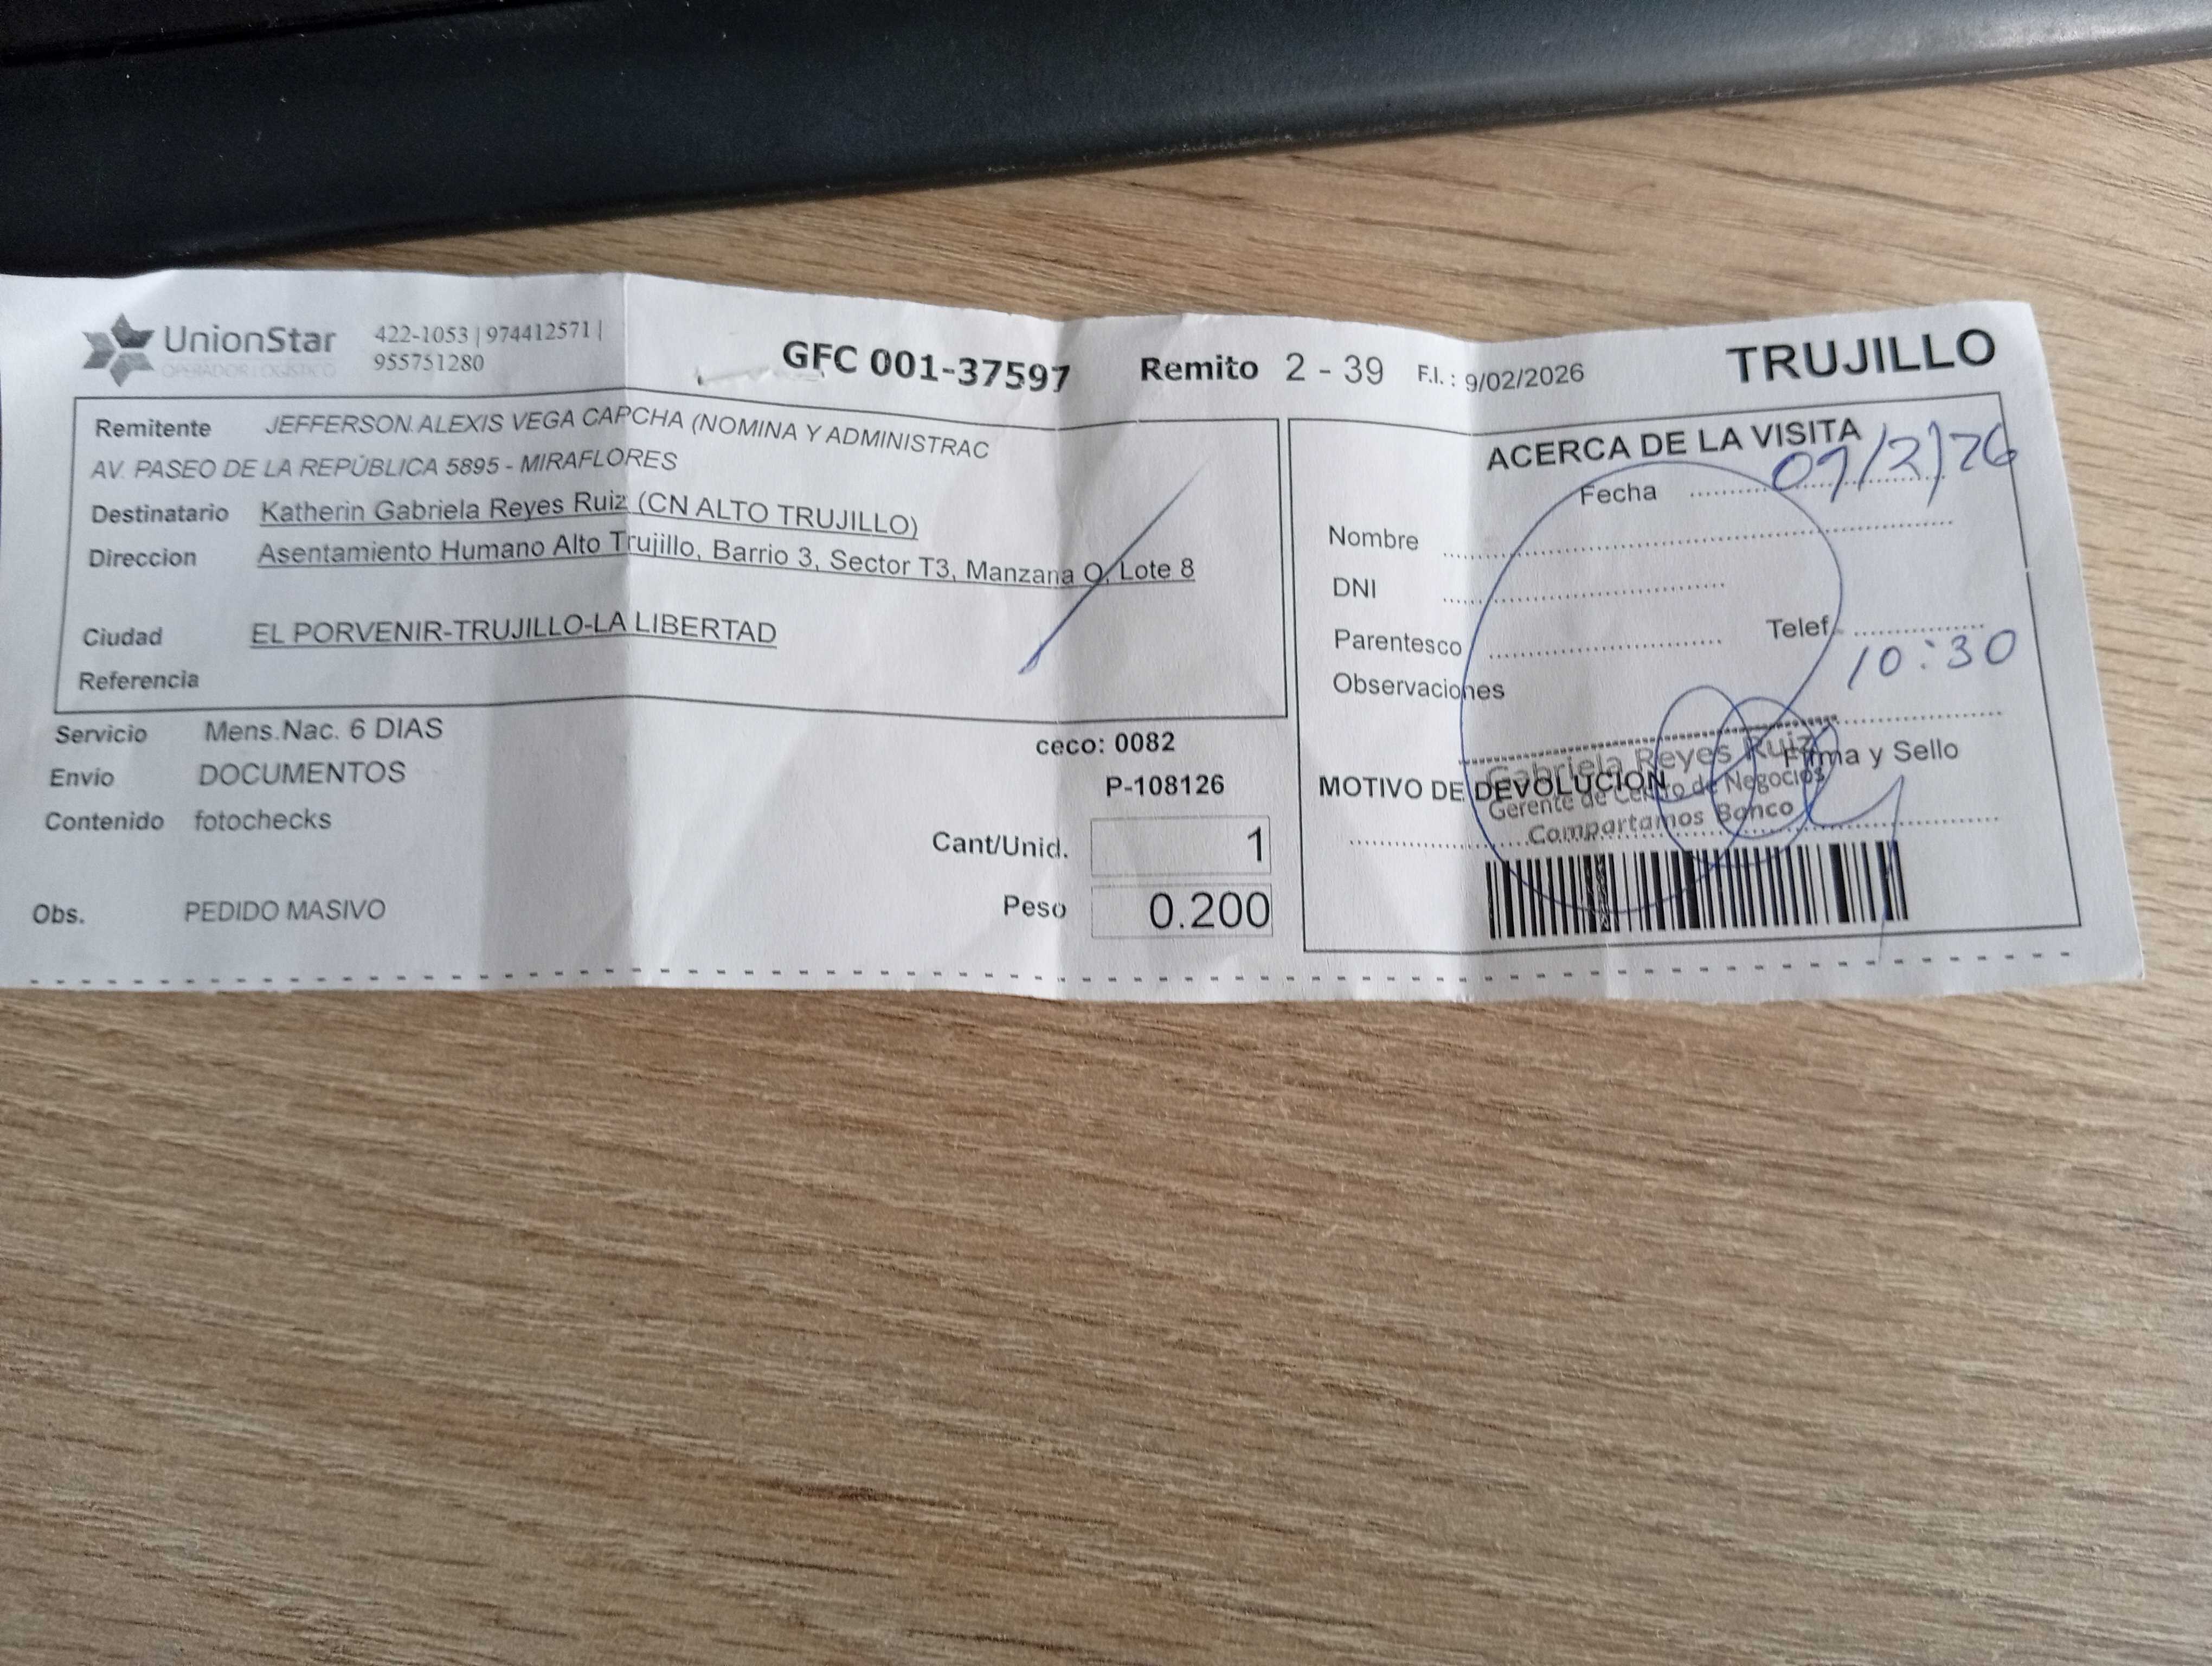 UnionStar
OPERADOR LOGISTICO
422-1053 | 974412571 |
955751280
GFC 001-37597 Remito 2 - 39 F.I. : 9/02/2026 TRUJILLO
Remitente JEFFERSON ALEXIS VEGA CAPCHA (NOMINA Y ADMINISTRAC
AV. PASEO DE LA REPÚBLICA 5895 - MIRAFLORES
Destinatario Katherin Gabriela Reyes Ruiz (CN ALTO TRUJILLO)
Direccion Asentamiento Humano Alto Trujillo, Barrio 3, Sector T3, Manzana O, Lote 8
Ciudad EL PORVENIR-TRUJILLO-LA LIBERTAD
Referencia
Servicio Mens.Nac. 6 DIAS
Envío DOCUMENTOS
Contenido fotochecks
Obs. PEDIDO MASIVO
ceco: 0082
P-108126
Cant/Unid. 1
Peso 0.200
ACERCA DE LA VISITA
Fecha 09/2/26
Nombre
DNI
Parentesco Telef.
10:30
Observaciones
Firma y Sello
Gabriela Reyes Ruiz
MOTIVO DE DEVOLUCION
Gerente de Centro de Negocios
Compartamos Banco